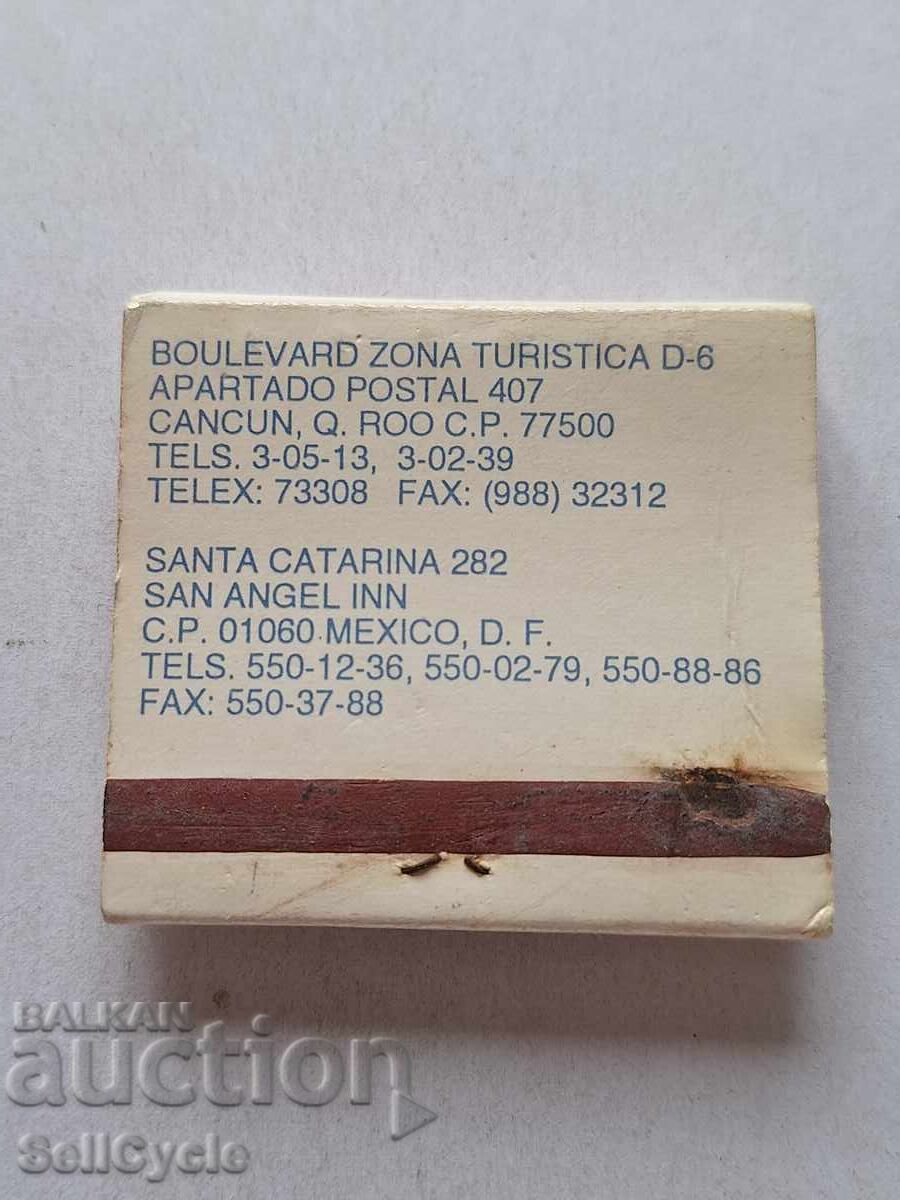 BOULEVARD ZONA TURISTICA D-6
APARTADO POSTAL 407
CANCUN, Q. ROO C.P. 77500
TELS. 3-05-13, 3-02-39
TELEX: 73308 FAX: (988) 32312
SANTA CATARINA 282
SAN ANGEL INN
C.P. 01060 MEXICO, D. F.
TELS. 550-12-36, 550-02-79, 550-88-86
FAX: 550-37-88
BALKAN
auction
SellCycle